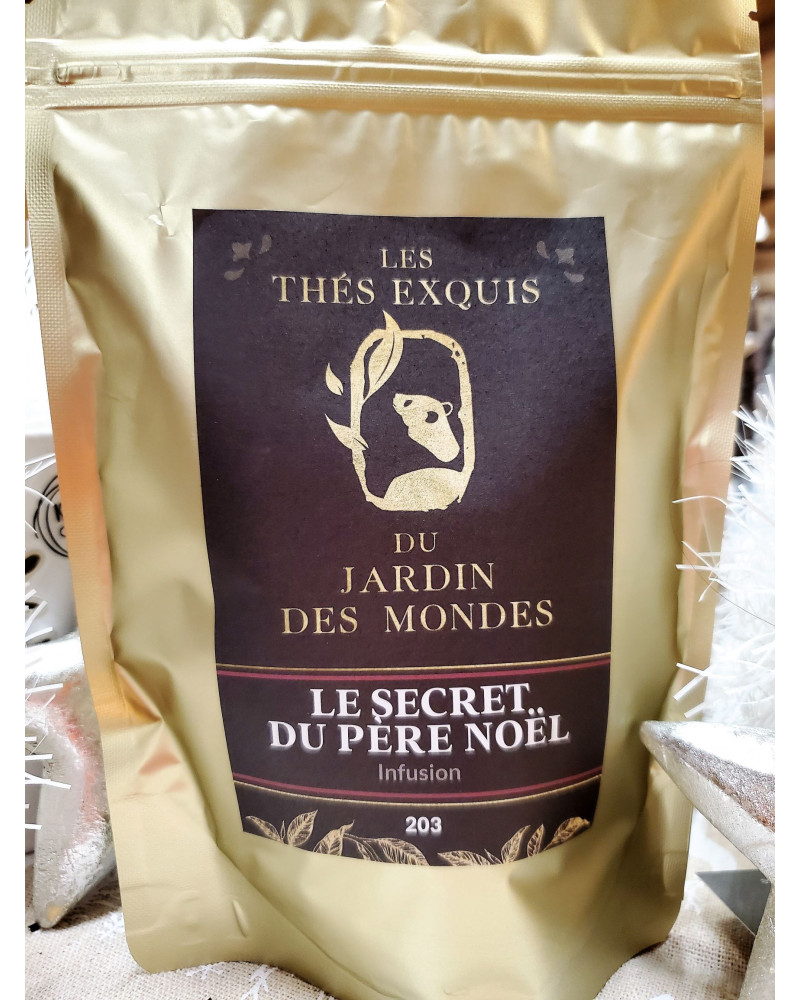 LES
THÉS EXQUIS
DU
JARDIN
DES MONDES
LE SECRET
DU PÈRE NOËL
Infusion
203